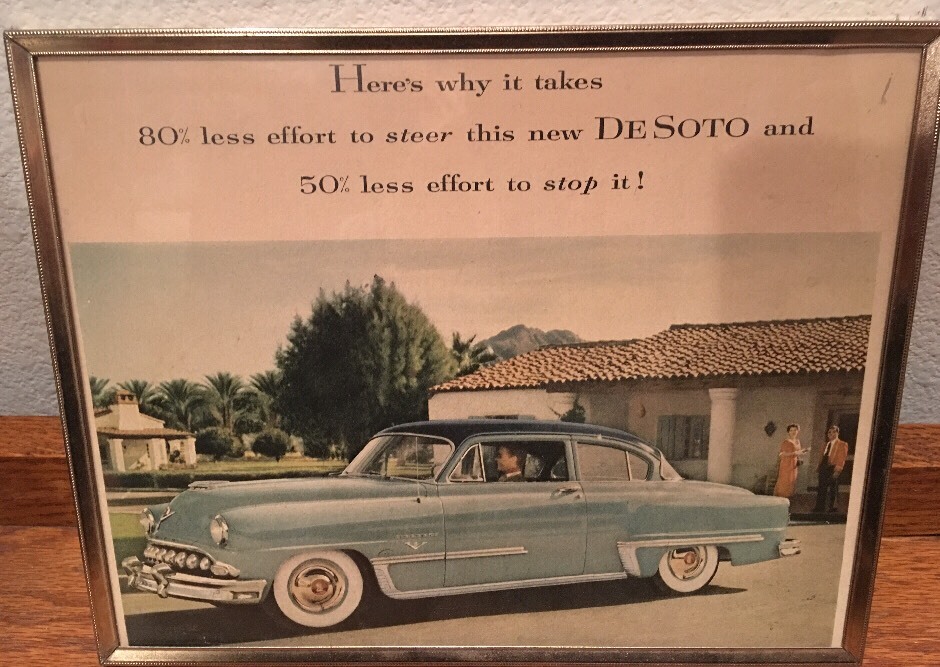 Here's why it takes
80% less effort to steer this new DE SOTO and
50% less effort to stop it!